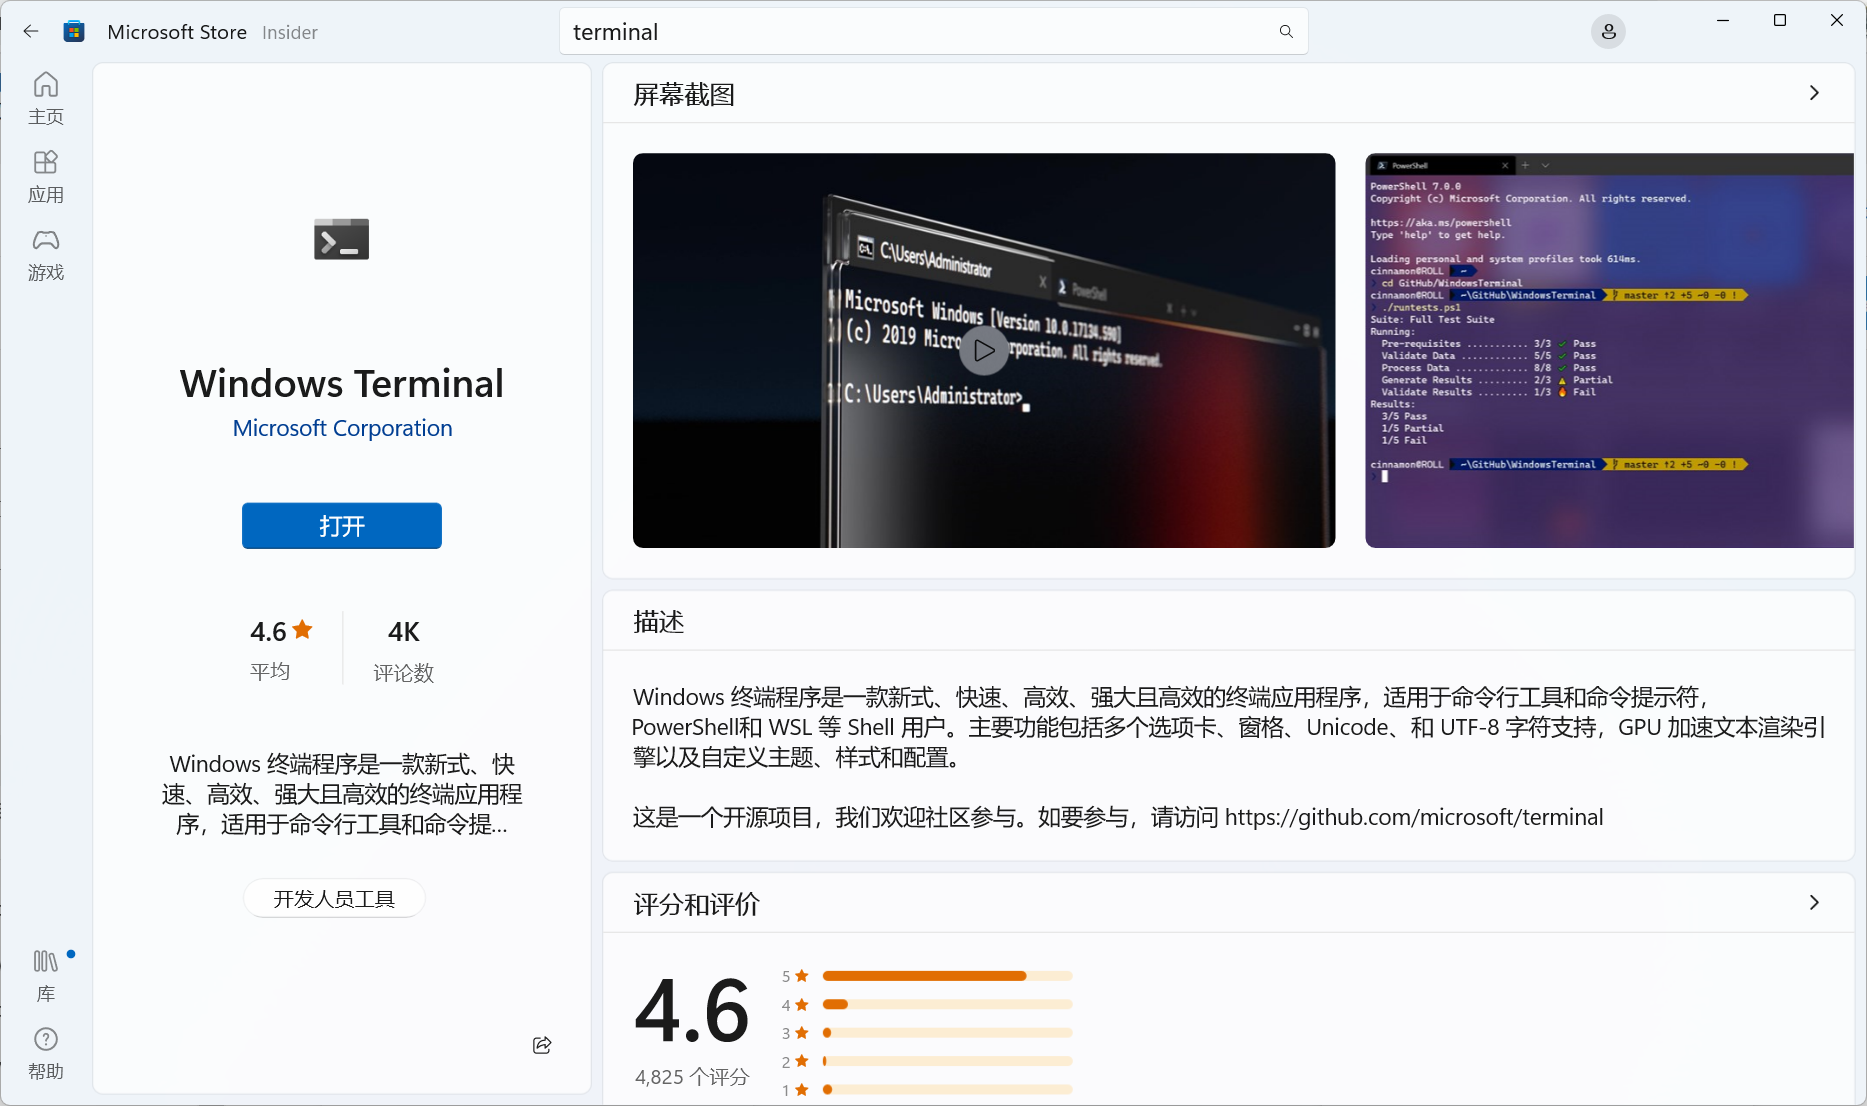 Microsoft Store Insider
terminal
主页
应用
游戏
库
帮助
Windows Terminal
Microsoft Corporation
打开
4.6
平均
4K
评论数
Windows 终端程序是一款新式、快
速、高效、强大且高效的终端应用程
序，适用于命令行工具和命令提...
开发人员工具
屏幕截图
C:\Users\Administrator
PowerShell
Microsoft Windows [Version 10.0.17134.590]
(c) 2019 Micro rporation. All rights reserved.
C:\Users\Administrator>
PowerShell
PowerShell 7.0.0
Copyright (c) Microsoft Corporation. All rights reserved.
https://aka.ms/powershell
Type 'help' to get help.
Loading personal and system profiles took 614ms.
cinnamon@ROLL ~
cd GitHub/WindowsTerminal
cinnamon@ROLL ~\GitHub\WindowsTerminal master ↑2 +5 ~0 -0 !
./runtests.ps1
Suite: Full Test Suite
Running:
Pre-requisites ........... 3/3 ✓ Pass
Validate Data ............ 5/5 ✓ Pass
Process Data ............. 8/8 ✓ Pass
Generate Results ......... 2/3 ⚠ Partial
Validate Results ......... 1/3 🔥 Fail
Results:
3/5 Pass
1/5 Partial
1/5 Fail
cinnamon@ROLL ~\GitHub\WindowsTerminal master ↑2 +5 ~0 -0 !
描述
Windows 终端程序是一款新式、快速、高效、强大且高效的终端应用程序，适用于命令行工具和命令提示符，
PowerShell和 WSL 等 Shell 用户。主要功能包括多个选项卡、窗格、Unicode、和 UTF-8 字符支持，GPU 加速文本渲染引
擎以及自定义主题、样式和配置。
这是一个开源项目，我们欢迎社区参与。如要参与，请访问 https://github.com/microsoft/terminal
评分和评价
4.6
4,825 个评分
5
4
3
2
1